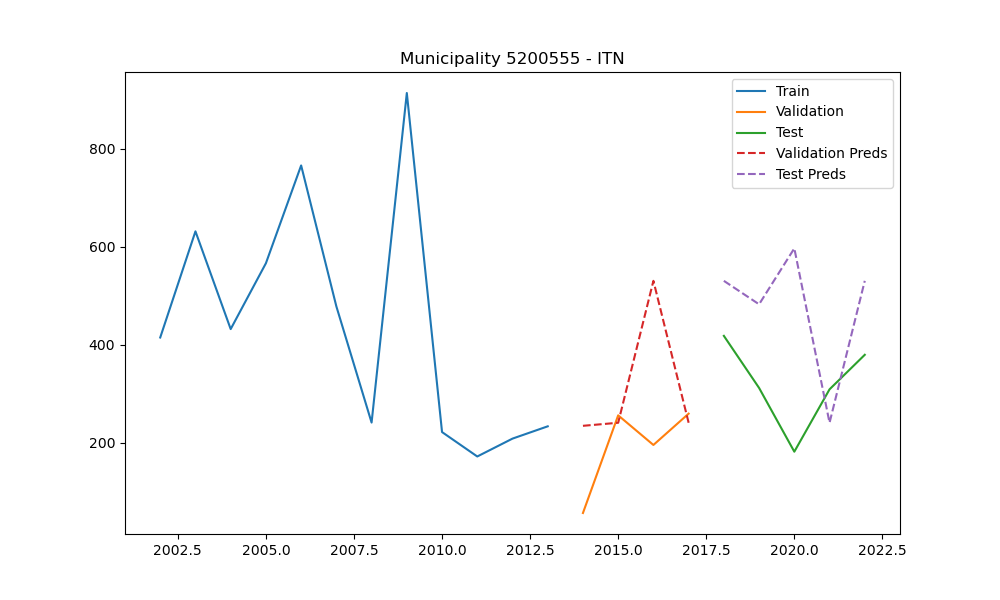 Municipality 5200555 - ITN
Train
Validation
Test
Validation Preds
Test Preds
800
600
400
200
2002.5 2005.0 2007.5 2010.0 2012.5 2015.0 2017.5 2020.0 2022.5